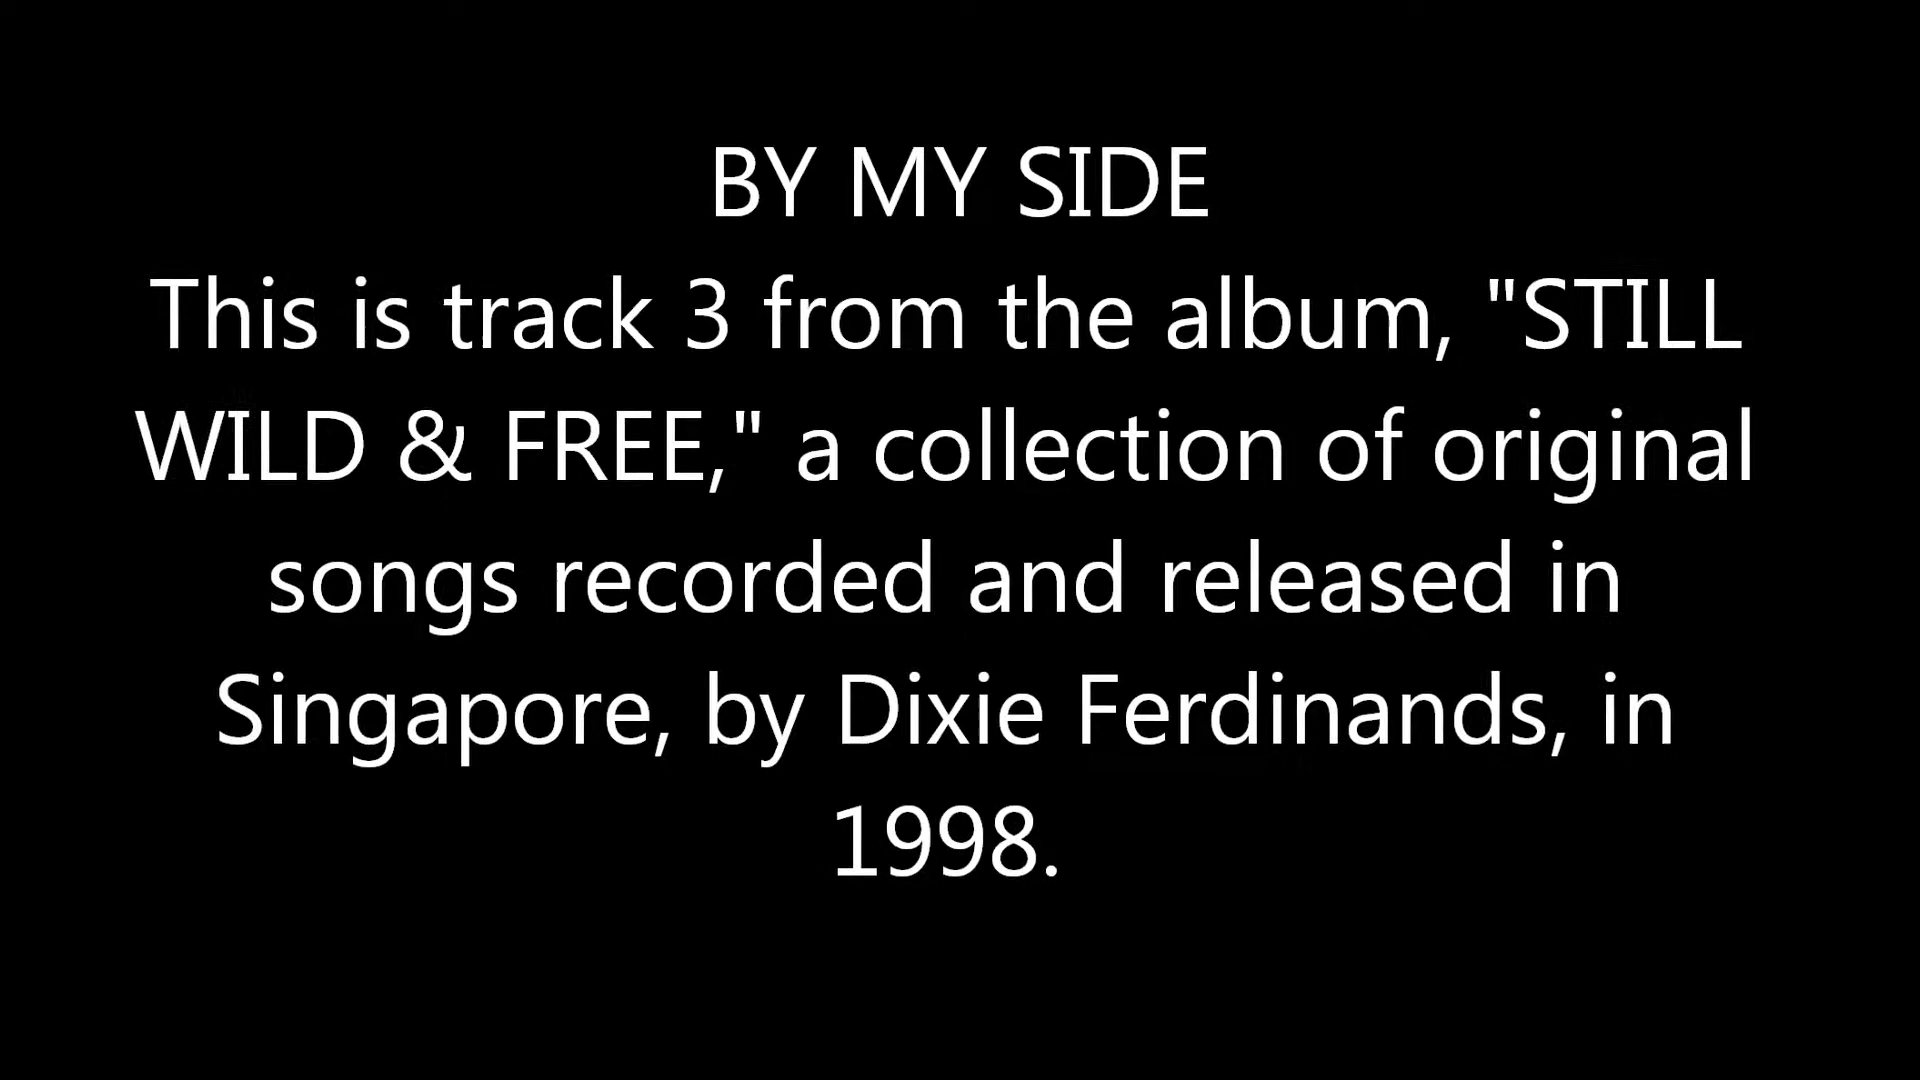 BY MY SIDE
This is track 3 from the album, "STILL
WILD & FREE," a collection of original
songs recorded and released in
Singapore, by Dixie Ferdinands, in
1998.